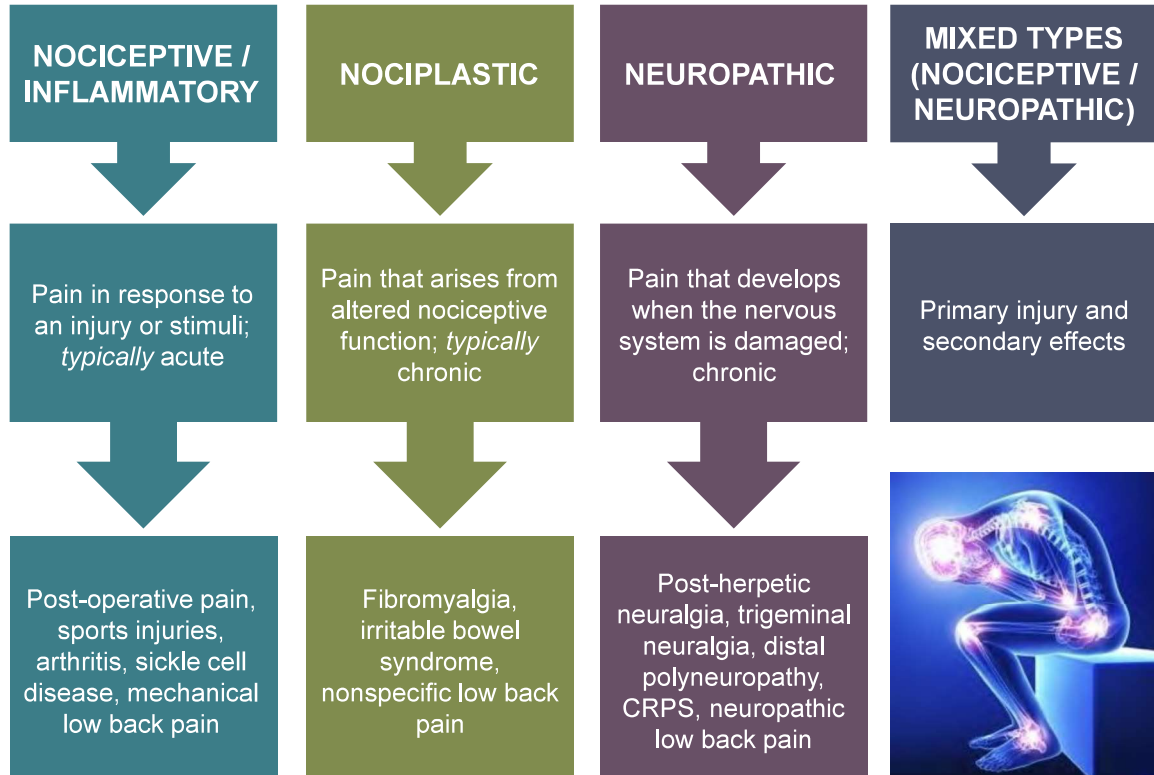 NOCICEPTIVE /
INFLAMMATORY
Pain in response to
an injury or stimuli;
typically acute
Post-operative pain,
sports injuries,
arthritis, sickle cell
disease, mechanical
low back pain
NOCIPLASTIC
Pain that arises from
altered nociceptive
function; typically
chronic
Fibromyalgia,
irritable bowel
syndrome,
nonspecific low back
pain
NEUROPATHIC
Pain that develops
when the nervous
system is damaged;
chronic
Post-herpetic
neuralgia, trigeminal
neuralgia, distal
polyneuropathy,
CRPS, neuropathic
low back pain
MIXED TYPES
(NOCICEPTIVE /
NEUROPATHIC)
Primary injury and
secondary effects